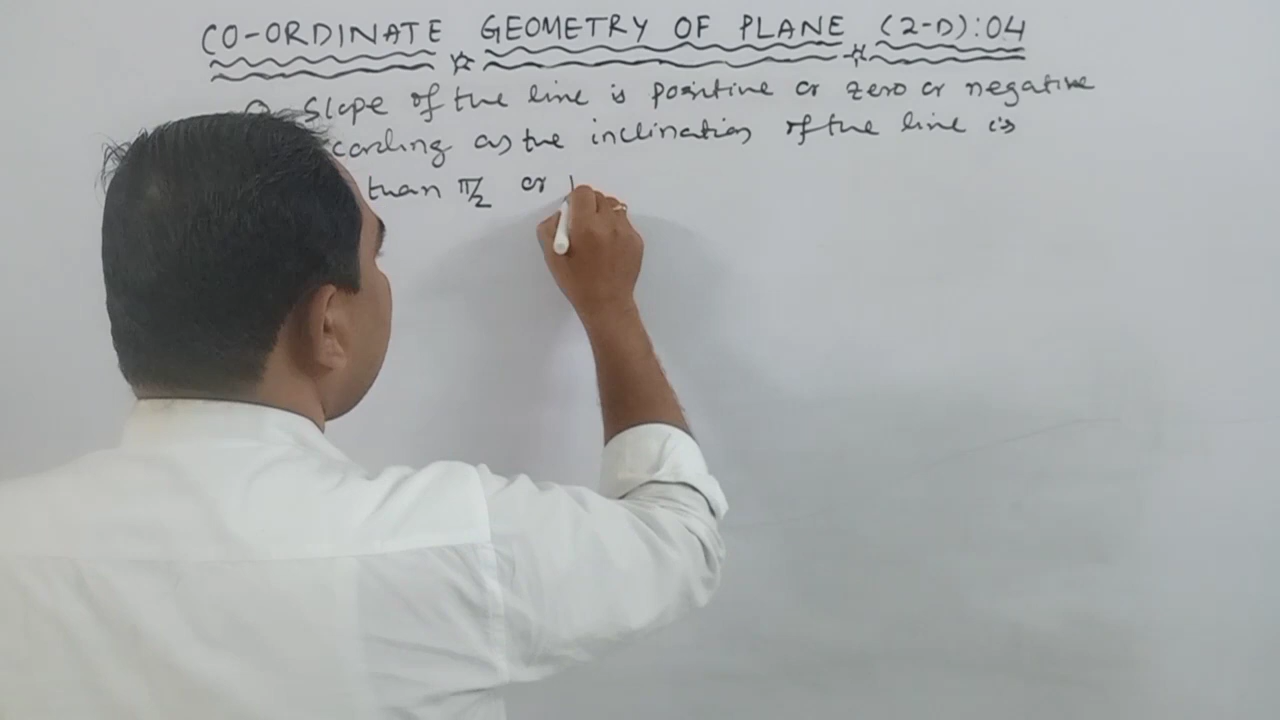 CO-ORDINATE GEOMETRY OF PLANE (2-D):04
Slope of the line is positive or zero or negative
cording as the inclination of the line is
than π/2 or